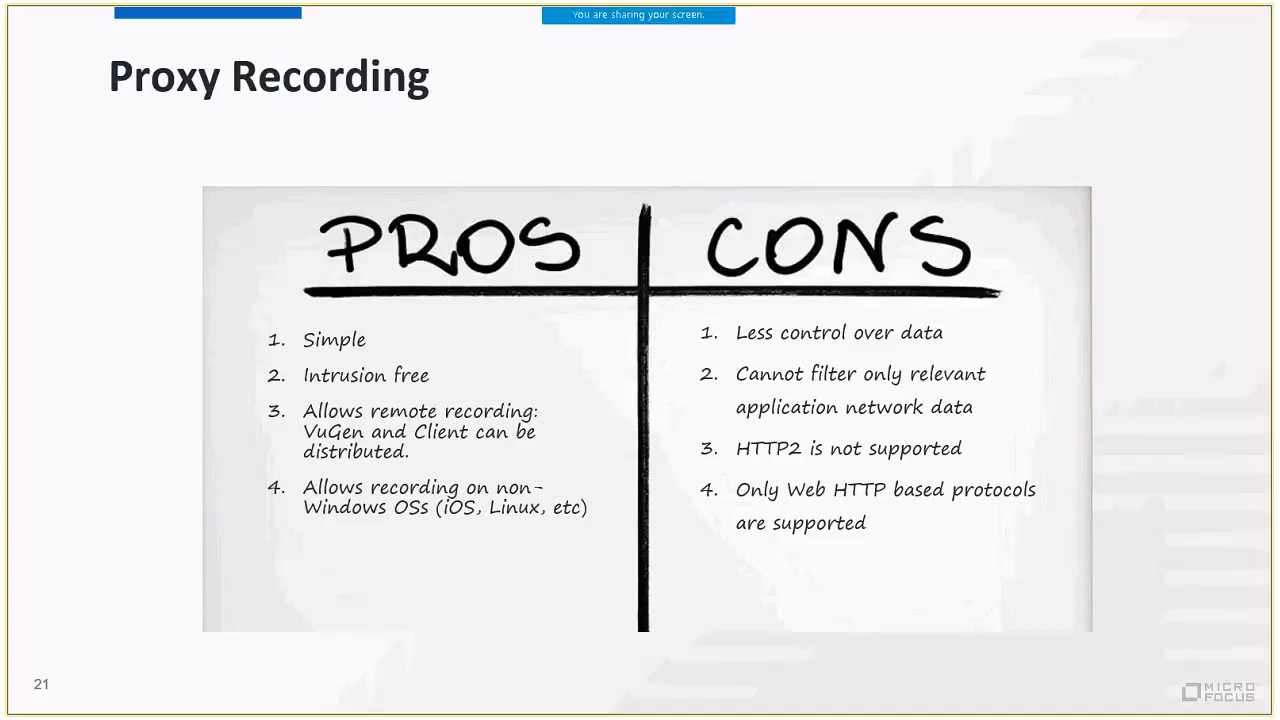 You are sharing your screen.
Proxy Recording
PROS
CONS
1. Simple
2. Intrusion free
3. Allows remote recording:
VuGen and Client can be
distributed.
4. Allows recording on non-
Windows OSs (iOS, Linux, etc)
1. Less control over data
2. Cannot filter only relevant
application network data
3. HTTP2 is not supported
4. Only Web HTTP based protocols
are supported
21
MICRO
FOCUS